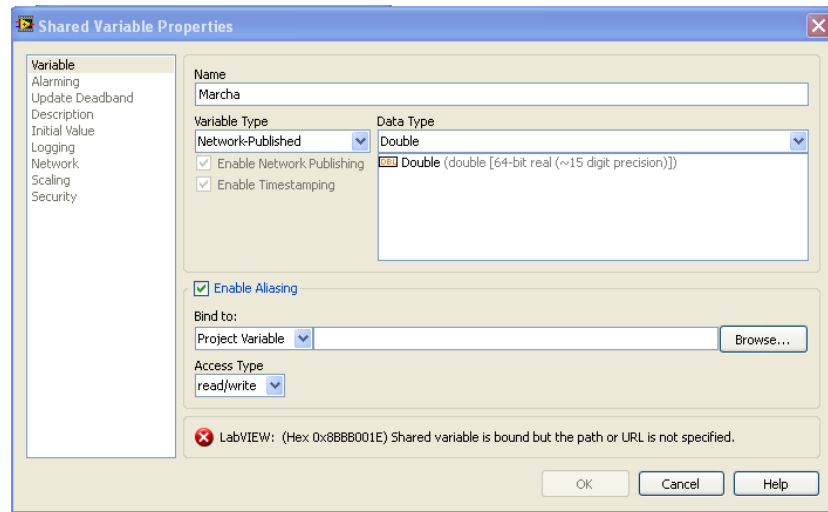 Shared Variable Properties
Variable
Alarming
Update Deadband
Description
Initial Value
Logging
Network
Scaling
Security
Name
Marcha
Variable Type
Data Type
Network-Published
Double
Enable Network Publishing
DBL Double (double [64-bit real (~15 digit precision)])
Enable Timestamping
Enable Aliasing
Bind to:
Project Variable
Browse...
Access Type
read/write
LabVIEW: (Hex 0x8BBB001E) Shared variable is bound but the path or URL is not specified.
OK
Cancel
Help